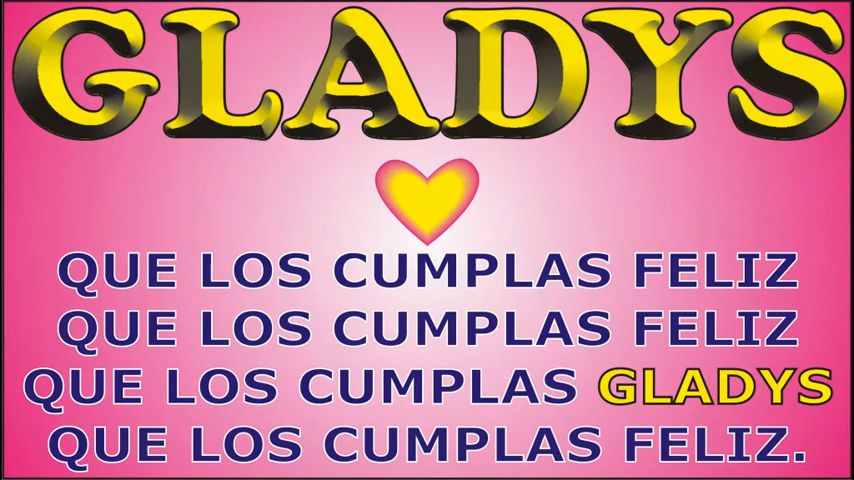 GLADYS
QUE LOS CUMPLAS FELIZ
QUE LOS CUMPLAS FELIZ
QUE LOS CUMPLAS GLADYS
QUE LOS CUMPLAS FELIZ.